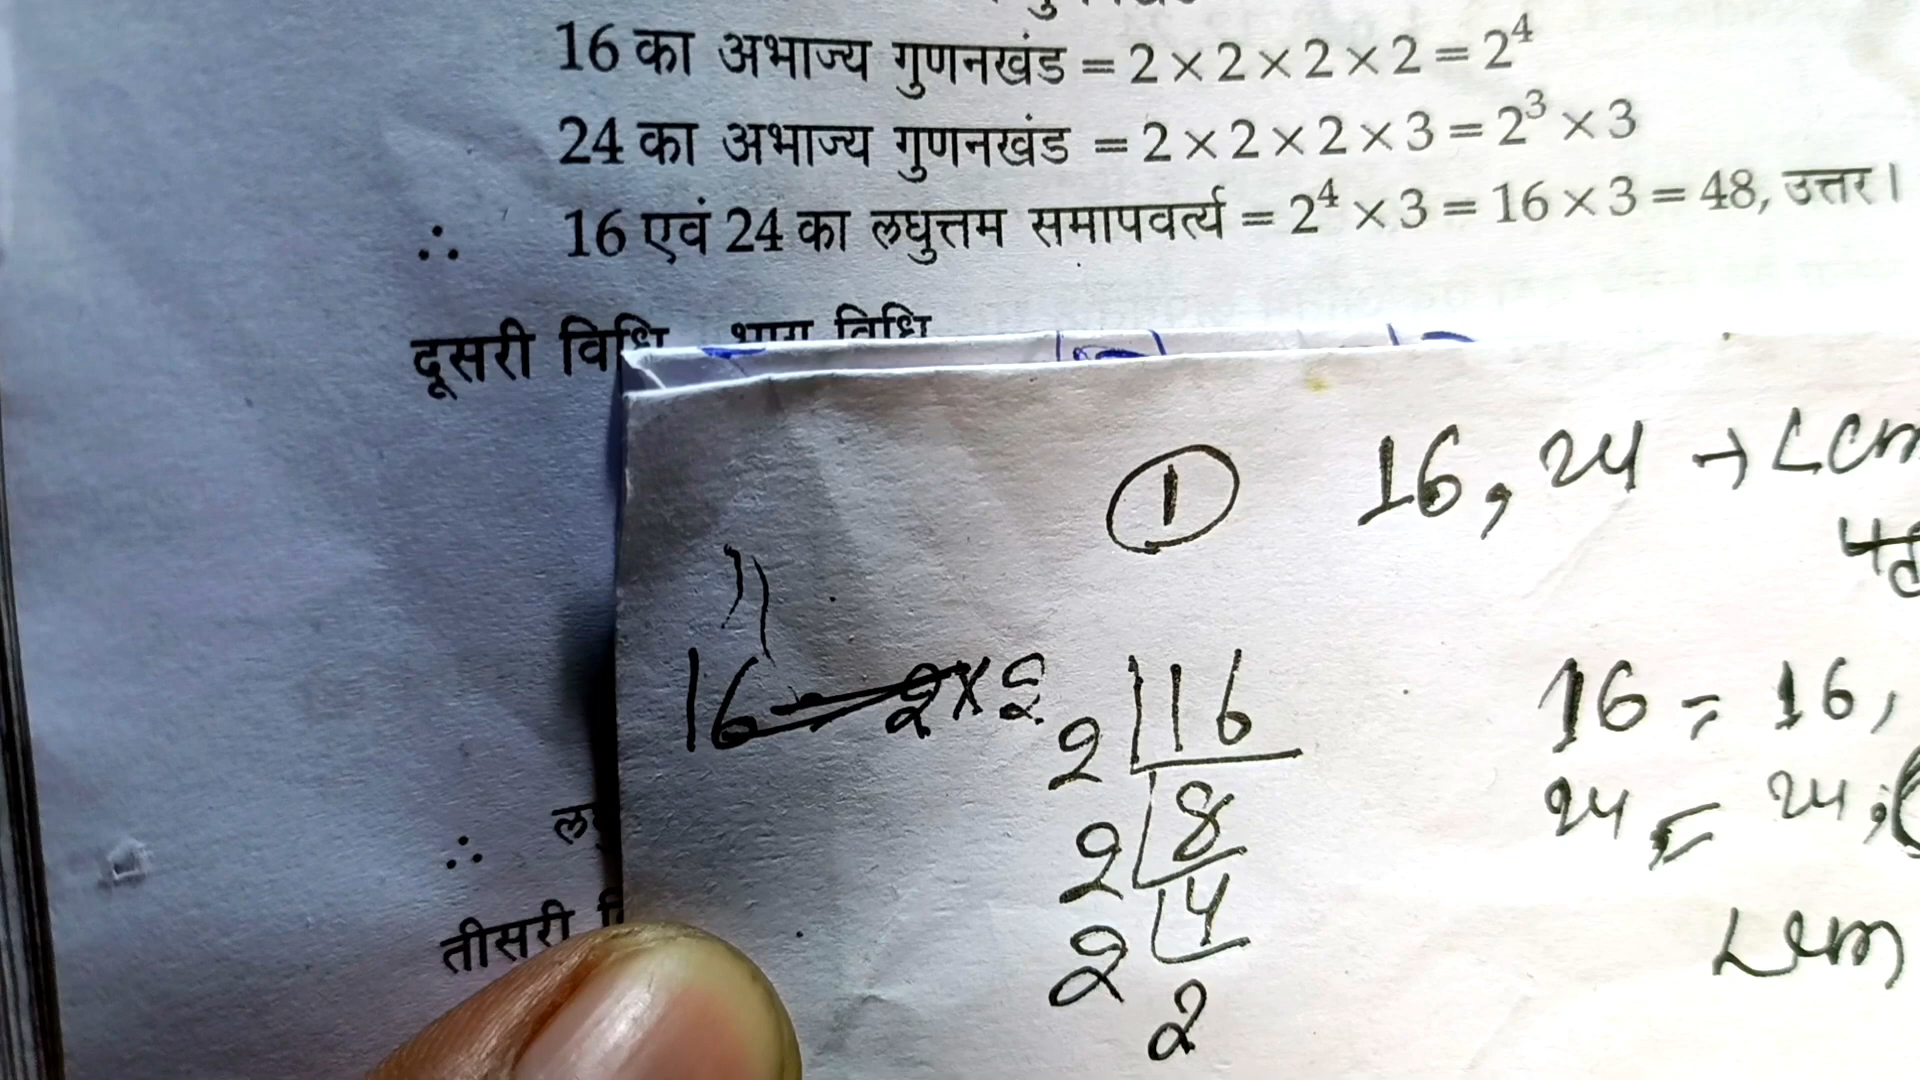 16 का अभाज्य गुणनखंड = 2 × 2 × 2 × 2 = 2⁴
24 का अभाज्य गुणनखंड = 2 × 2 × 2 × 3 = 2³ × 3
∴ 16 एवं 24 का लघुत्तम समापवर्त्य = 2⁴ × 3 = 16 × 3 = 48, उत्तर।
दूसरी विधि भाग विधि
① 16, 24 → LCM
16 2×2
2 | 16
2 | 8
2 | 4
2
16 = 16,
24 = 24,
Lcm
∴
तीसरी